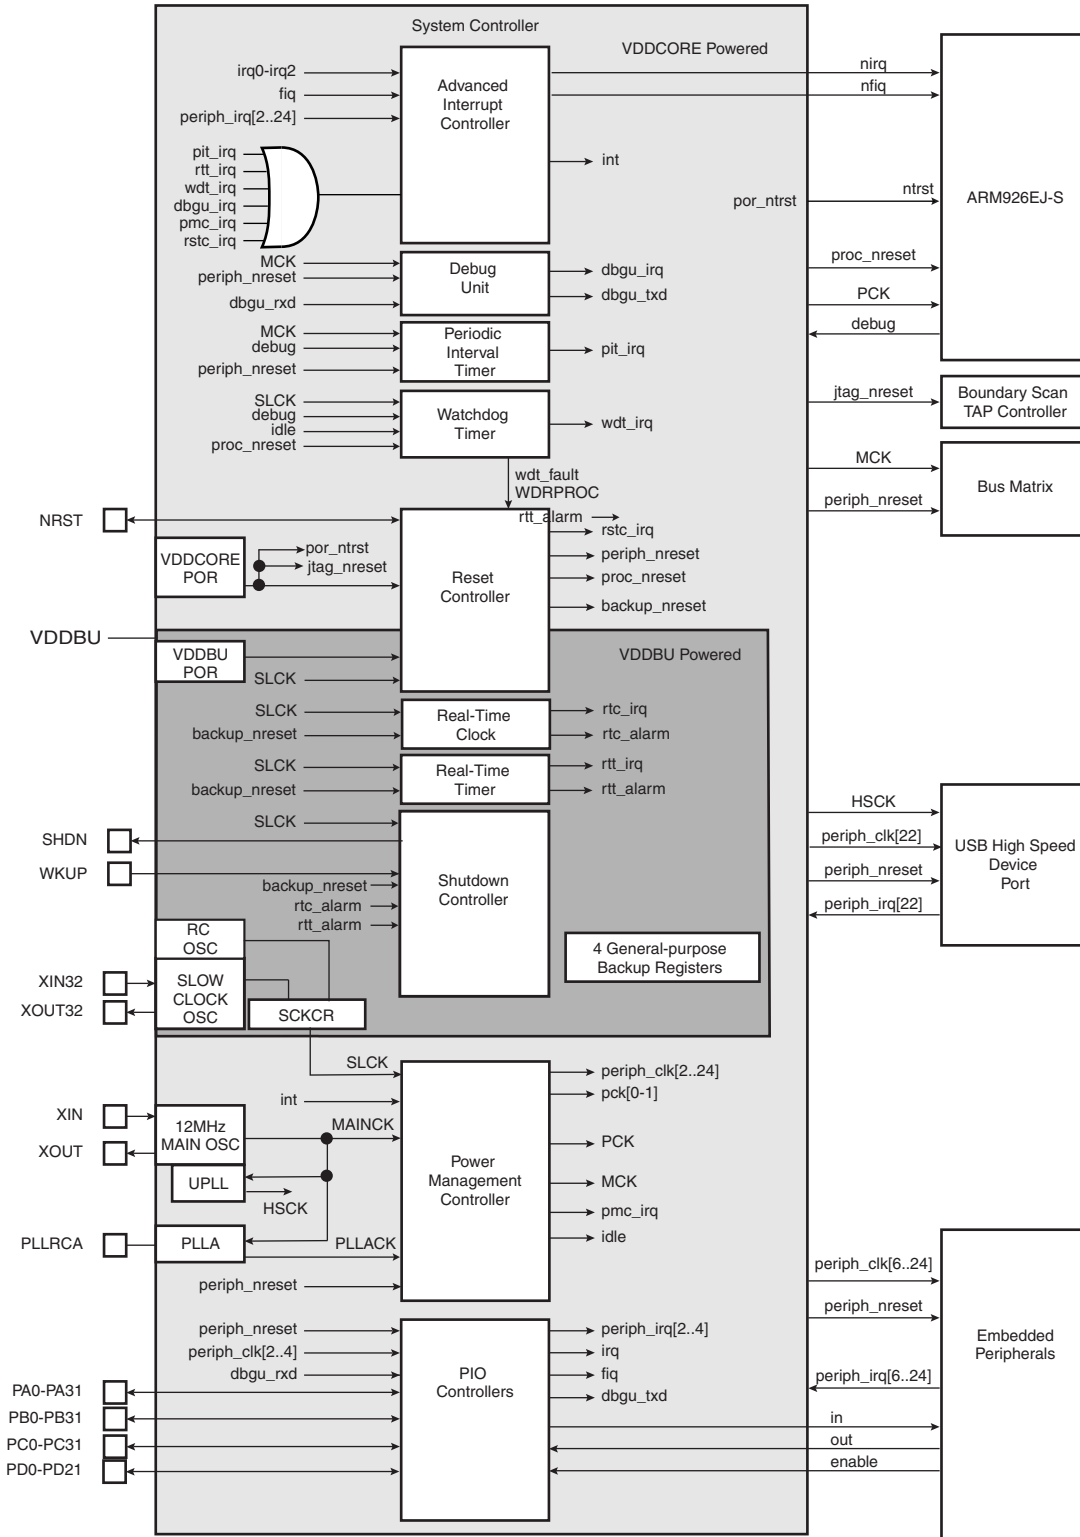 System Controller
VDDCORE Powered
irq0-irq2
fiq
periph_irq[2..24]
pit_irq
rtt_irq
wdt_irq
dbgu_irq
pmc_irq
rstc_irq
Advanced
Interrupt
Controller
int
nirq
nfiq
por_ntrst
ntrst
ARM926EJ-S
proc_nreset
PCK
debug
MCK
periph_nreset
dbgu_rxd
Debug
Unit
dbgu_irq
dbgu_txd
MCK
debug
periph_nreset
Periodic
Interval
Timer
pit_irq
SLCK
debug
idle
proc_nreset
Watchdog
Timer
wdt_irq
jtag_nreset
Boundary Scan
TAP Controller
MCK
periph_nreset
Bus Matrix
wdt_fault
WDRPROC
NRST
rtt_alarm
rstc_irq
periph_nreset
proc_nreset
backup_nreset
VDDCORE
POR
por_ntrst
jtag_nreset
Reset
Controller
VDDBU
VDDBU
POR
VDDBU Powered
SLCK
SLCK
backup_nreset
Real-Time
Clock
rtc_irq
rtc_alarm
SLCK
backup_nreset
Real-Time
Timer
rtt_irq
rtt_alarm
SLCK
SHDN
WKUP
backup_nreset
rtc_alarm
rtt_alarm
Shutdown
Controller
4 General-purpose
Backup Registers
HSCK
periph_clk[22]
periph_nreset
periph_irq[22]
USB High Speed
Device
Port
RC
OSC
XIN32
XOUT32
SLOW
CLOCK
OSC
SCKCR
SLCK
int
XIN
XOUT
12MHz
MAIN OSC
MAINCK
UPLL
HSCK
PLLRCA
PLLA
PLLACK
periph_nreset
Power
Management
Controller
periph_clk[2..24]
pck[0-1]
PCK
MCK
pmc_irq
idle
periph_nreset
periph_clk[2..4]
dbgu_rxd
PA0-PA31
PB0-PB31
PC0-PC31
PD0-PD21
PIO
Controllers
periph_irq[2..4]
irq
fiq
dbgu_txd
periph_clk[6..24]
periph_nreset
periph_irq[6..24]
in
out
enable
Embedded
Peripherals